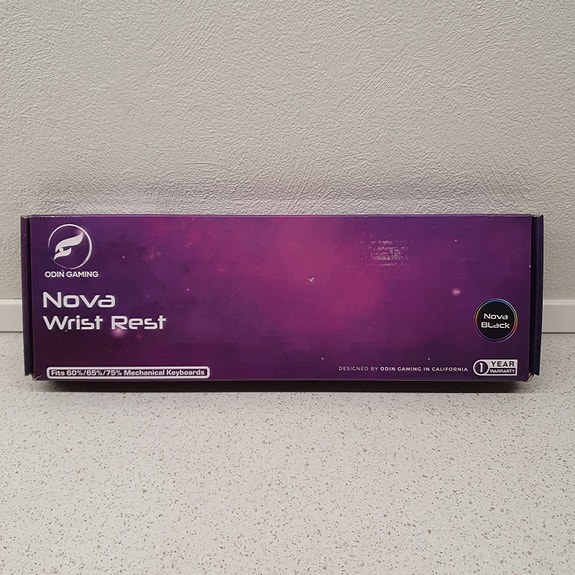 ODIN GAMING
Nova
Wrist Rest
Nova
Black
Fits 60%/65%/75% Mechanical Keyboards
DESIGNED BY ODIN GAMING IN CALIFORNIA
1 YEAR
WARRANTY